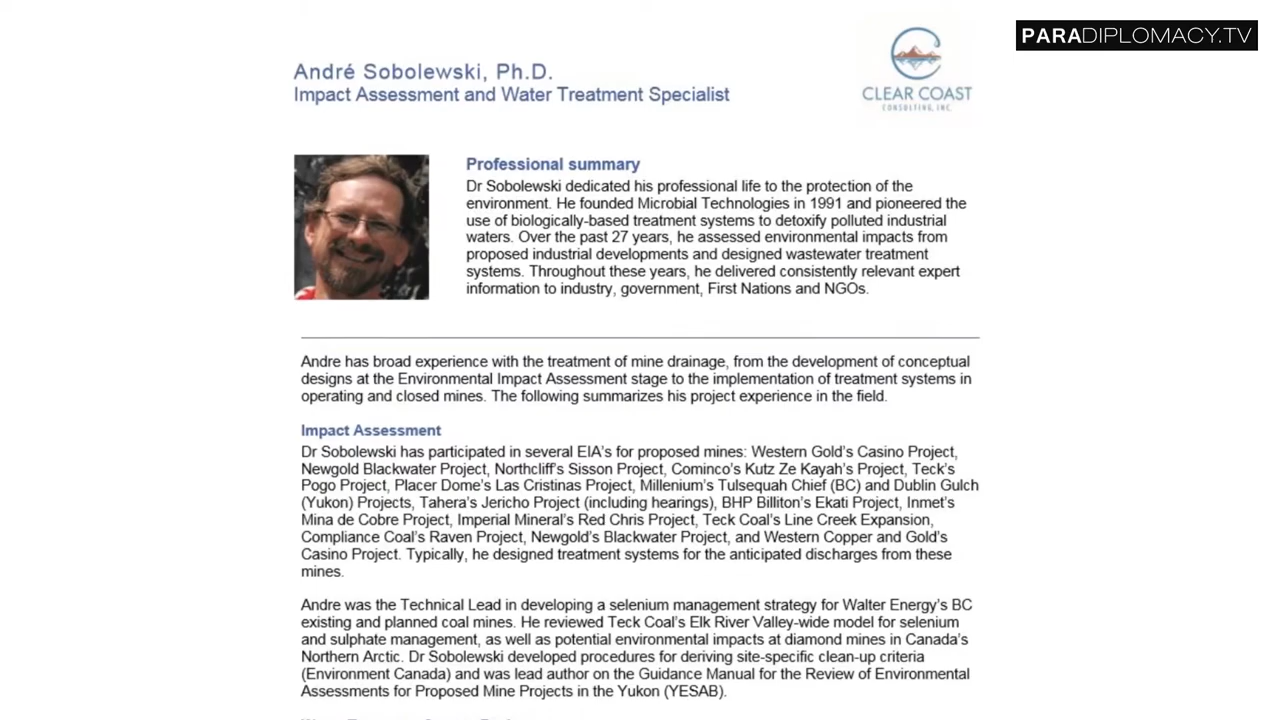 PARADIPLOMACY.TV
André Sobolewski, Ph.D.
Impact Assessment and Water Treatment Specialist
CLEAR COAST
CONSULTING, INC.
Professional summary
Dr Sobolewski dedicated his professional life to the protection of the
environment. He founded Microbial Technologies in 1991 and pioneered the
use of biologically-based treatment systems to detoxify polluted industrial
waters. Over the past 27 years, he assessed environmental impacts from
proposed industrial developments and designed wastewater treatment
systems. Throughout these years, he delivered consistently relevant expert
information to industry, government, First Nations and NGOs.
Andre has broad experience with the treatment of mine drainage, from the development of conceptual
designs at the Environmental Impact Assessment stage to the implementation of treatment systems in
operating and closed mines. The following summarizes his project experience in the field.
Impact Assessment
Dr Sobolewski has participated in several EIA's for proposed mines: Western Gold's Casino Project,
Newgold Blackwater Project, Northcliff's Sisson Project, Cominco's Kutz Ze Kayah's Project, Teck's
Pogo Project, Placer Dome's Las Cristinas Project, Millenium's Tulsequah Chief (BC) and Dublin Gulch
(Yukon) Projects, Tahera's Jericho Project (including hearings), BHP Billiton's Ekati Project, Inmet's
Mina de Cobre Project, Imperial Mineral's Red Chris Project, Teck Coal's Line Creek Expansion,
Compliance Coal's Raven Project, Newgold's Blackwater Project, and Western Copper and Gold's
Casino Project. Typically, he designed treatment systems for the anticipated discharges from these
mines.
Andre was the Technical Lead in developing a selenium management strategy for Walter Energy's BC
existing and planned coal mines. He reviewed Teck Coal's Elk River Valley-wide model for selenium
and sulphate management, as well as potential environmental impacts at diamond mines in Canada's
Northern Arctic. Dr Sobolewski developed procedures for deriving site-specific clean-up criteria
(Environment Canada) and was lead author on the Guidance Manual for the Review of Environmental
Assessments for Proposed Mine Projects in the Yukon (YESAB).